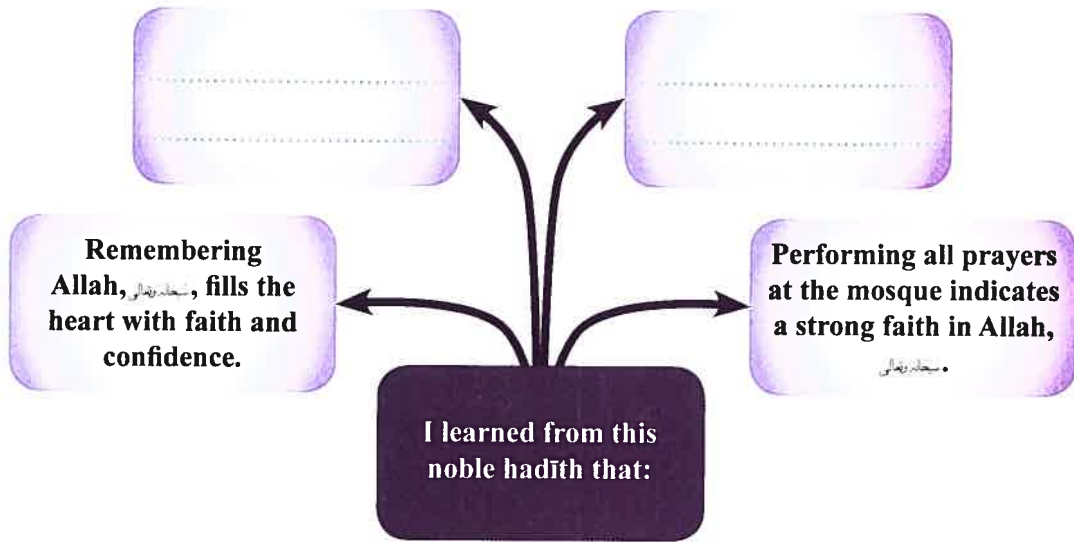 Remembering
Allah, سبحانه وتعالى, fills the
heart with faith and
confidence.
Performing all prayers
at the mosque indicates
a strong faith in Allah,
سبحانه وتعالى.
I learned from this
noble hadīth that: